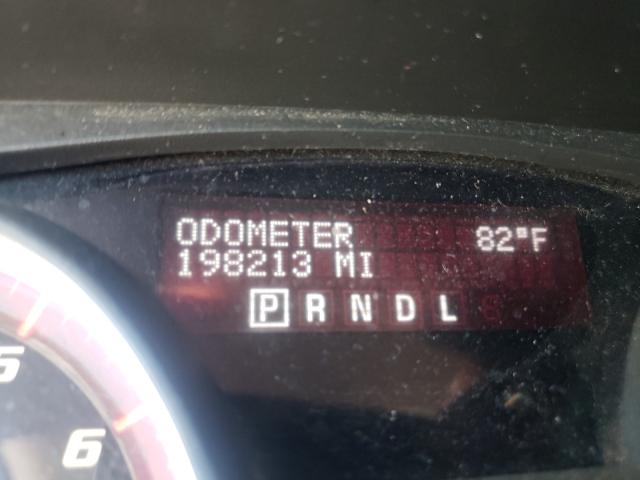 ODOMETER 82°F
198213 MI
P R N D L
5
6